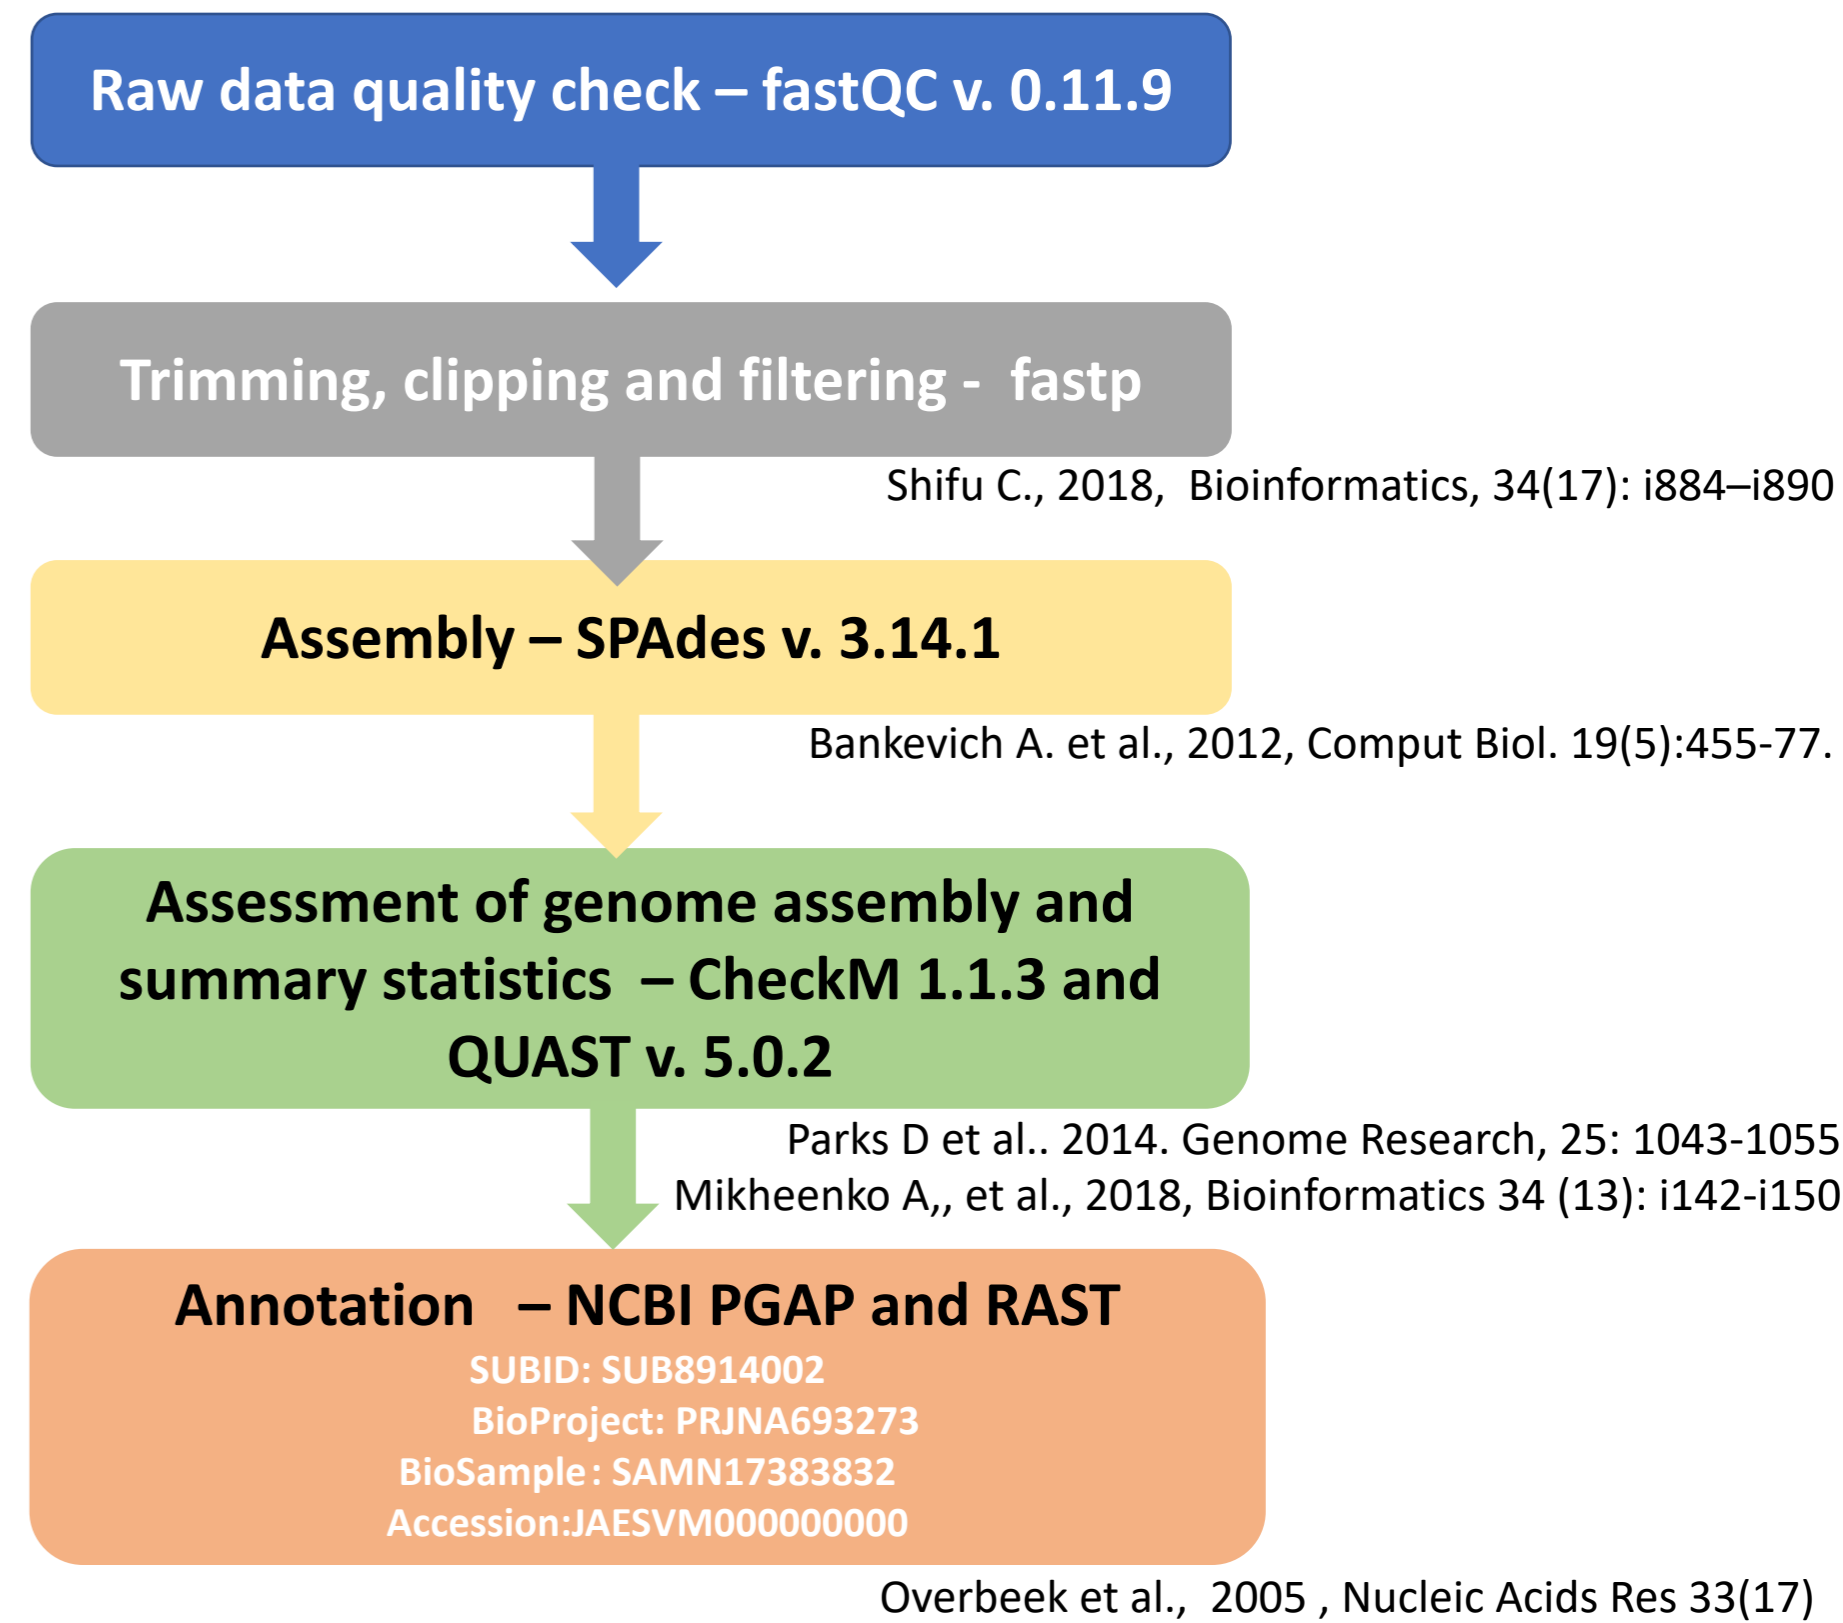 Raw data quality check – fastQC v. 0.11.9
Trimming, clipping and filtering - fastp
Shifu C., 2018, Bioinformatics, 34(17): i884–i890
Assembly – SPAdes v. 3.14.1
Bankevich A. et al., 2012, Comput Biol. 19(5):455-77.
Assessment of genome assembly and
summary statistics – CheckM 1.1.3 and
QUAST v. 5.0.2
Parks D et al.. 2014. Genome Research, 25: 1043-1055
Mikheenko A,, et al., 2018, Bioinformatics 34 (13): i142-i150
Annotation – NCBI PGAP and RAST
SUBID: SUB8914002
BioProject: PRJNA693273
BioSample: SAMN17383832
Accession:JAESVM000000000
Overbeek et al., 2005 , Nucleic Acids Res 33(17)